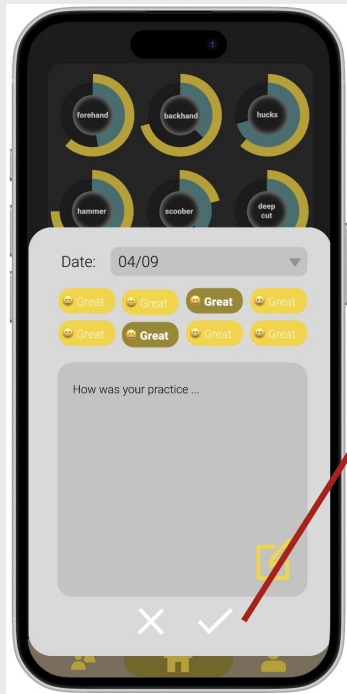 forehand
backhand
hucks
hammer
scoober
deep
cut
Date: 04/09
😀 Great 😀 Great 😀 Great 😀 Great
😀 Great 😀 Great 😀 Great 😀 Great
How was your practice ...